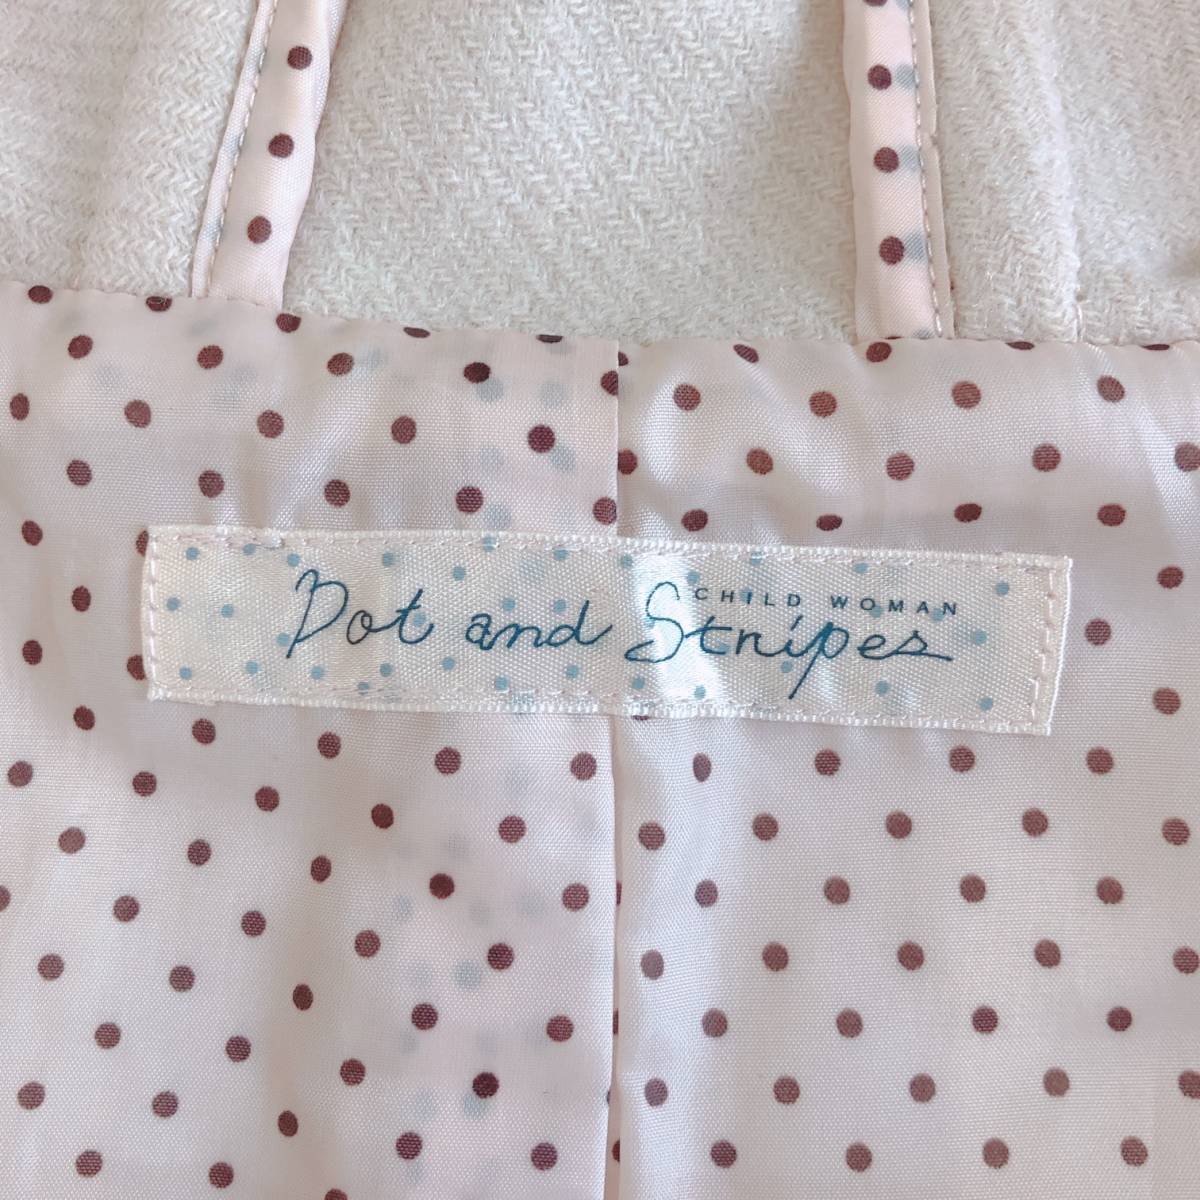 CHILD WOMAN
Dot and Stripes